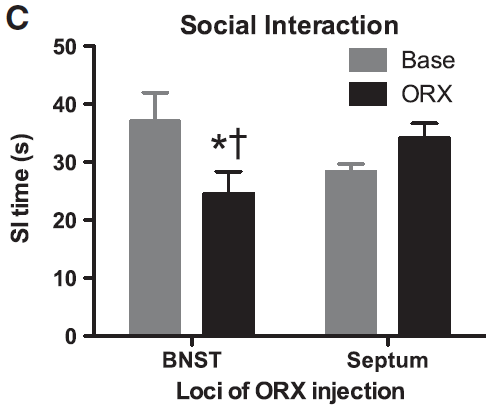 C
Social Interaction
50
40
30
20
10
0
SI time (s)
Base
ORX
*†
BNST
Septum
Loci of ORX injection